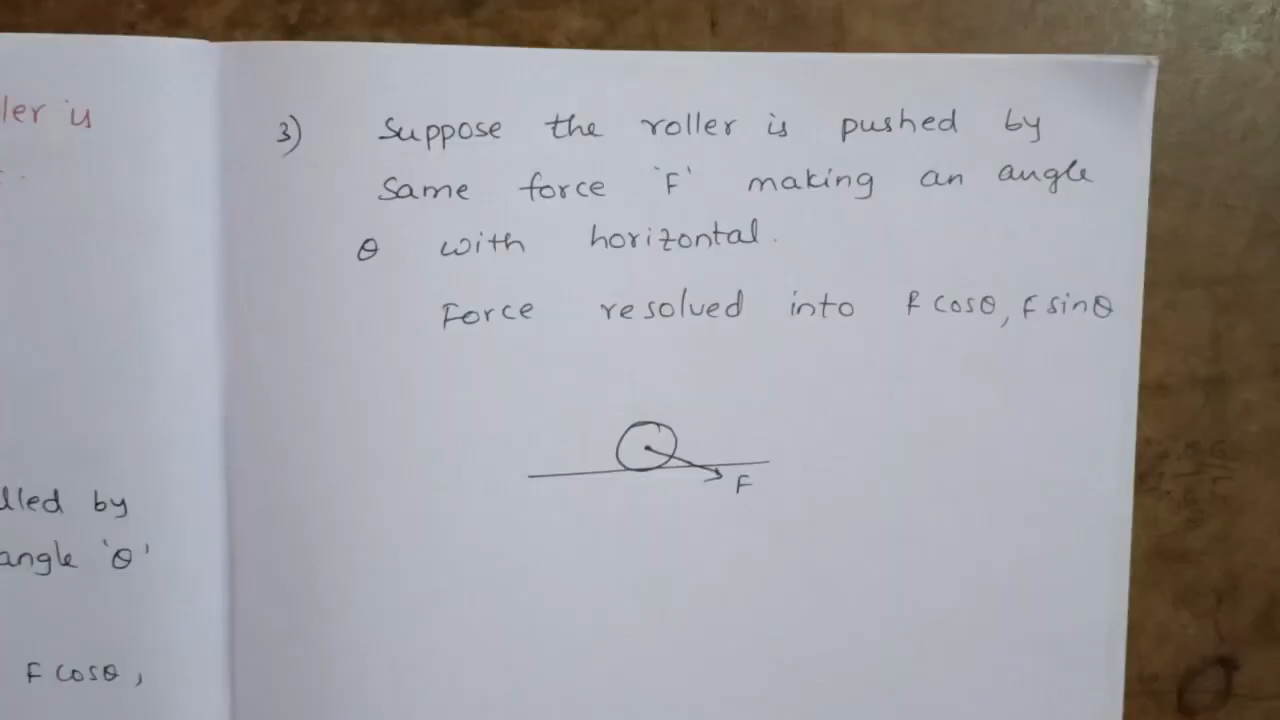 ler is
3) Suppose the roller is pushed by
same force 'F' making an angle
θ with horizontal.
Force resolved into F cosθ, F sinθ
F
lled by
angle 'θ'
F cosθ,